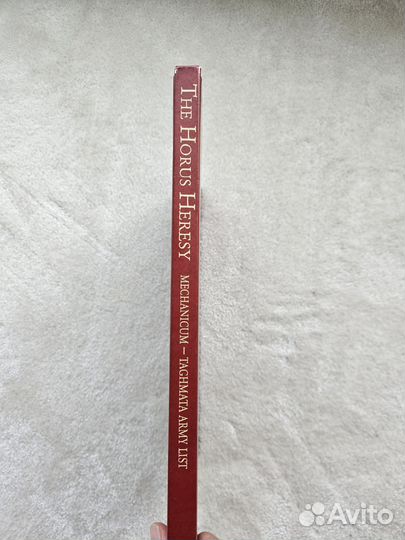 THE HORUS HERESY
MECHANICUM – TAGHMATA ARMY LIST
Avito